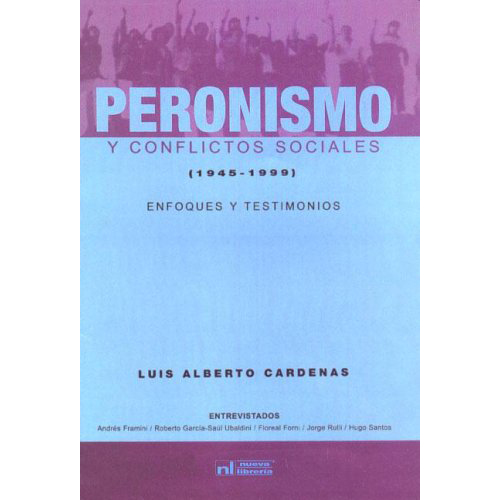 PERONISMO
Y CONFLICTOS SOCIALES
(1945-1999)
ENFOQUES Y TESTIMONIOS
LUIS ALBERTO CARDENAS
ENTREVISTADOS
Andrés Framini / Roberto García-Saúl Ubaldini / Floreal Forni / Jorge Rulli / Hugo Santos
nl nueva
librería